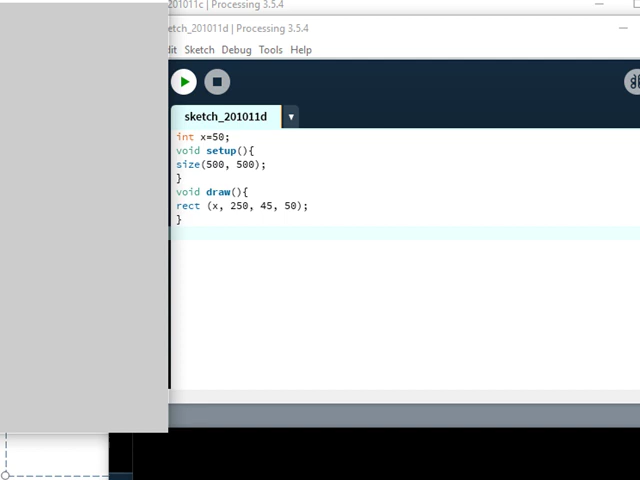 201011c | Processing 3.5.4
etch_201011d | Processing 3.5.4
dit Sketch Debug Tools Help
sketch_201011d
int x=50;
void setup(){
size(500, 500);
}
void draw(){
rect (x, 250, 45, 50);
}